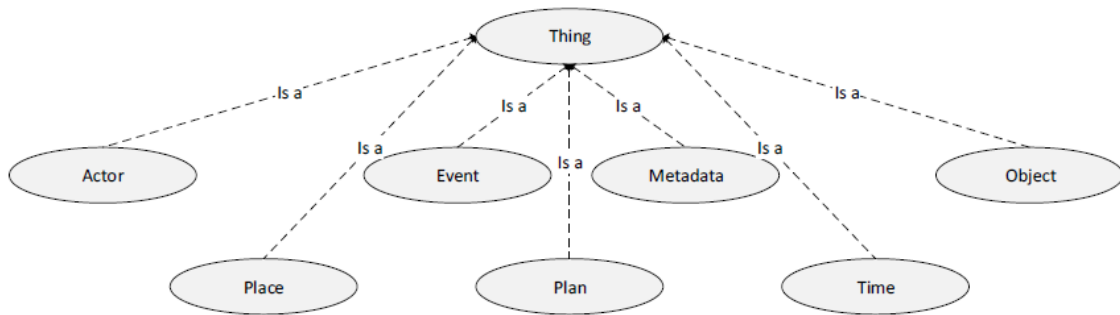 Thing
Is a
Is a
Is a
Is a
Is a
Is a
Is a
Actor
Event
Metadata
Object
Place
Plan
Time